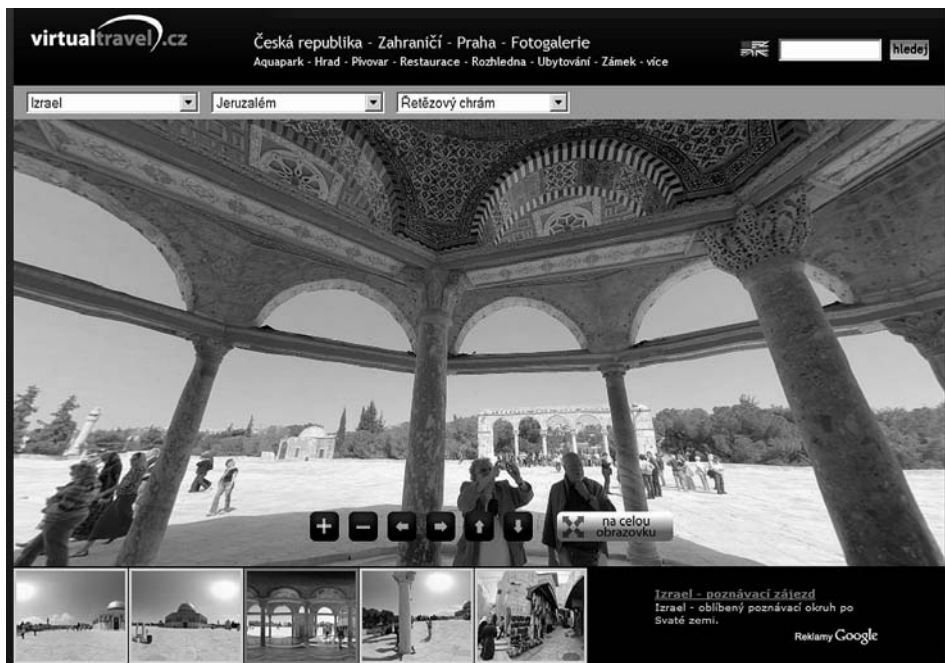 virtualtravel.cz
Česká republika - Zahraničí - Praha - Fotogalerie
Aquapark - Hrad - Pivovar - Restaurace - Rozhledna - Ubytování - Zámek - více
hledej
Izrael
Jeruzalém
Řetězový chrám
na celou
obrazovku
Izrael - poznávací zájezd
Izrael - oblíbený poznávací okruh po
Svaté zemi.
Reklamy Google